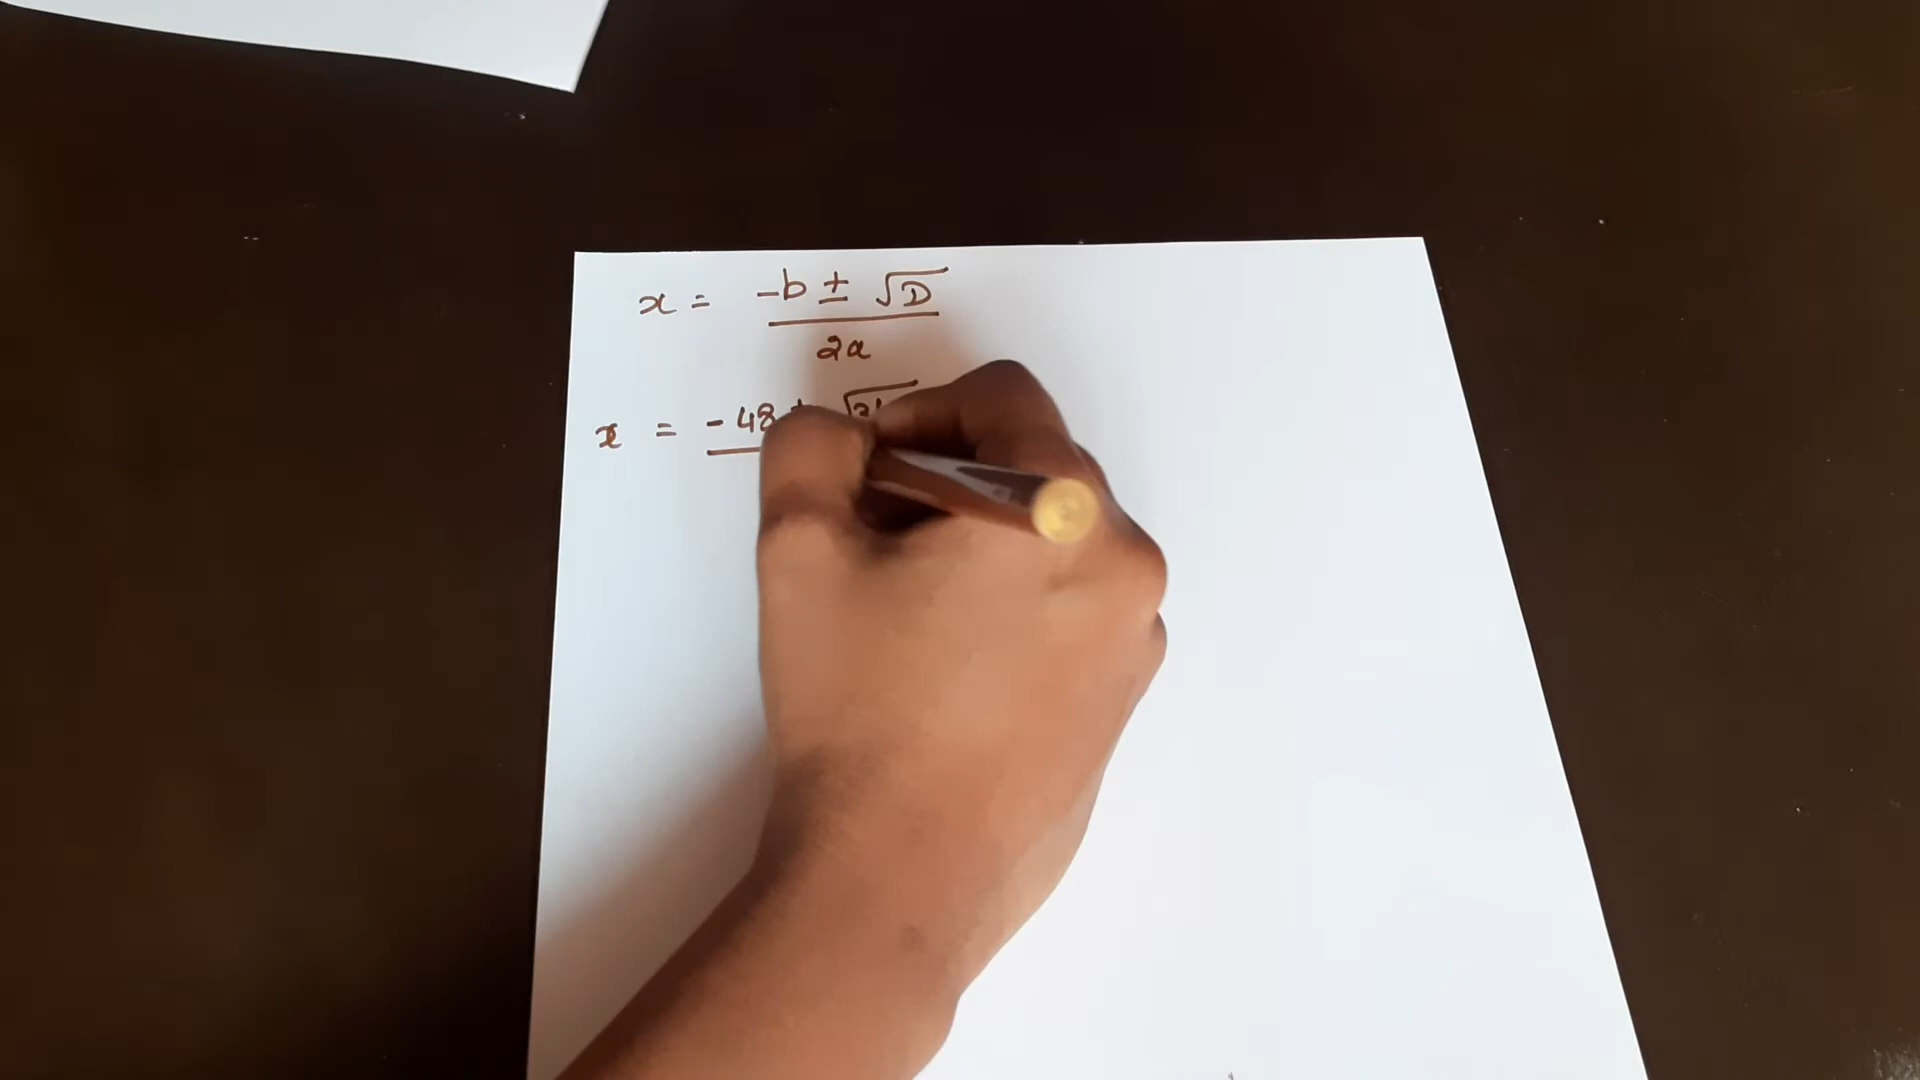 x = -b ± √D
2a
x = -48 ±